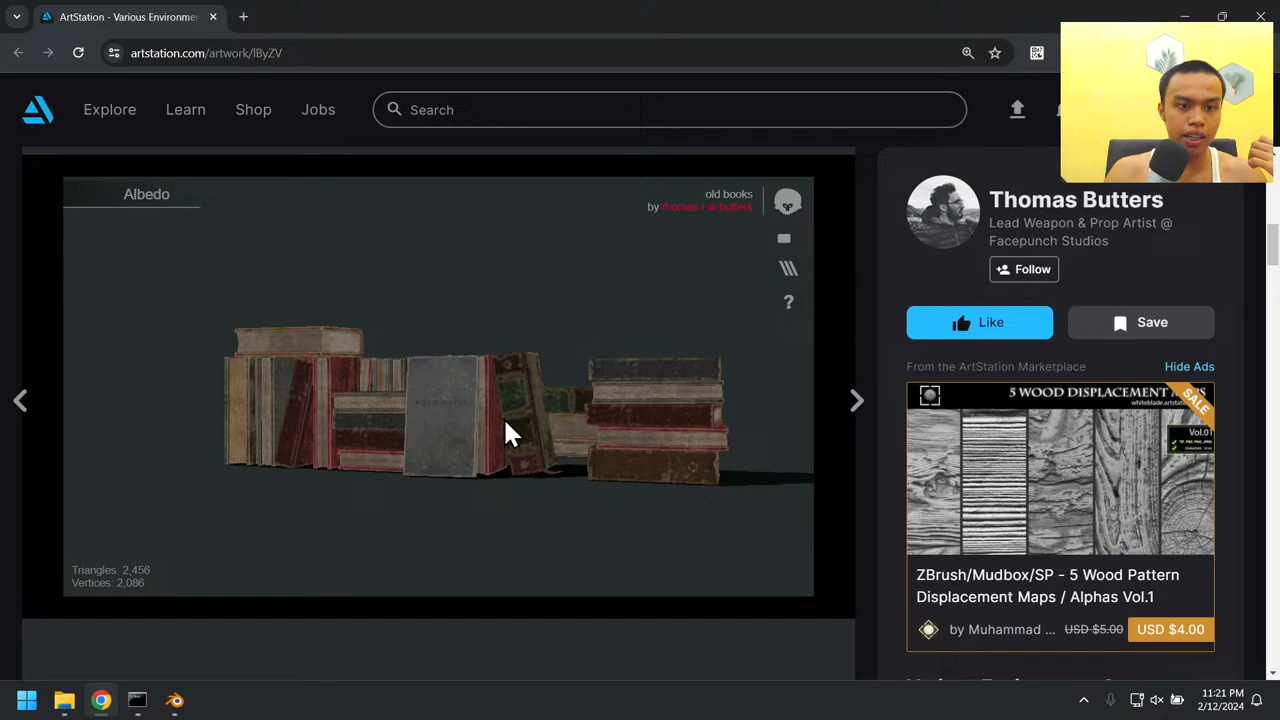 ArtStation - Various Environme
artstation.com/artwork/lByZV
Explore
Learn
Shop
Jobs
Search
Albedo
old books
by thomas r w butters
?
Triangles: 2,456
Vertices: 2,086
Thomas Butters
Lead Weapon & Prop Artist @
Facepunch Studios
Follow
Like
Save
From the ArtStation Marketplace
Hide Ads
5 WOOD DISPLACEMENT M
SALE
Vol.01
ZBrush/Mudbox/SP - 5 Wood Pattern
Displacement Maps / Alphas Vol.1
by Muhammad ...
USD $5.00
USD $4.00
11:21 PM
2/12/2024